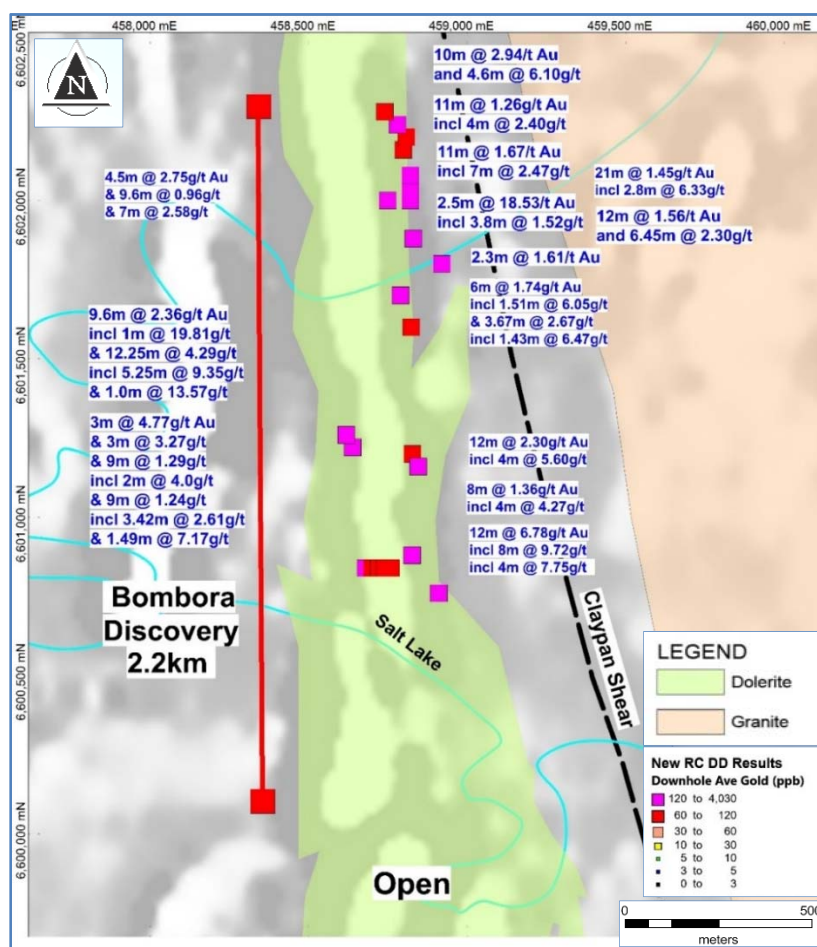 mE
458,000 mE
458,500 mE
459,000 mE
459,500 mE
460,000 mE
6,602,500 mN
6,602,000 mN
6,601,500 mN
6,601,000 mN
6,600,500 mN
6,600,000 mN
N
10m @ 2.94/t Au
and 4.6m @ 6.10g/t
11m @ 1.26g/t Au
incl 4m @ 2.40g/t
11m @ 1.67/t Au
incl 7m @ 2.47g/t
2.5m @ 18.53/t Au
incl 3.8m @ 1.52g/t
21m @ 1.45g/t Au
incl 2.8m @ 6.33g/t
12m @ 1.56/t Au
and 6.45m @ 2.30g/t
2.3m @ 1.61/t Au
6m @ 1.74g/t Au
incl 1.51m @ 6.05g/t
& 3.67m @ 2.67g/t
incl 1.43m @ 6.47g/t
4.5m @ 2.75g/t Au
& 9.6m @ 0.96g/t
& 7m @ 2.58g/t
9.6m @ 2.36g/t Au
incl 1m @ 19.81g/t
& 12.25m @ 4.29g/t
incl 5.25m @ 9.35g/t
& 1.0m @ 13.57g/t
3m @ 4.77g/t Au
& 3m @ 3.27g/t
& 9m @ 1.29g/t
incl 2m @ 4.0g/t
& 9m @ 1.24g/t
incl 3.42m @ 2.61g/t
& 1.49m @ 7.17g/t
12m @ 2.30g/t Au
incl 4m @ 5.60g/t
8m @ 1.36g/t Au
incl 4m @ 4.27g/t
12m @ 6.78g/t Au
incl 8m @ 9.72g/t
incl 4m @ 7.75g/t
Bombora
Discovery
2.2km
Salt Lake
Claypan Shear
Open
LEGEND
Dolerite
Granite
New RC DD Results
Downhole Ave Gold (ppb)
120 to 4,030
60 to 120
30 to 60
10 to 30
5 to 10
3 to 5
0 to 3
0 500
meters